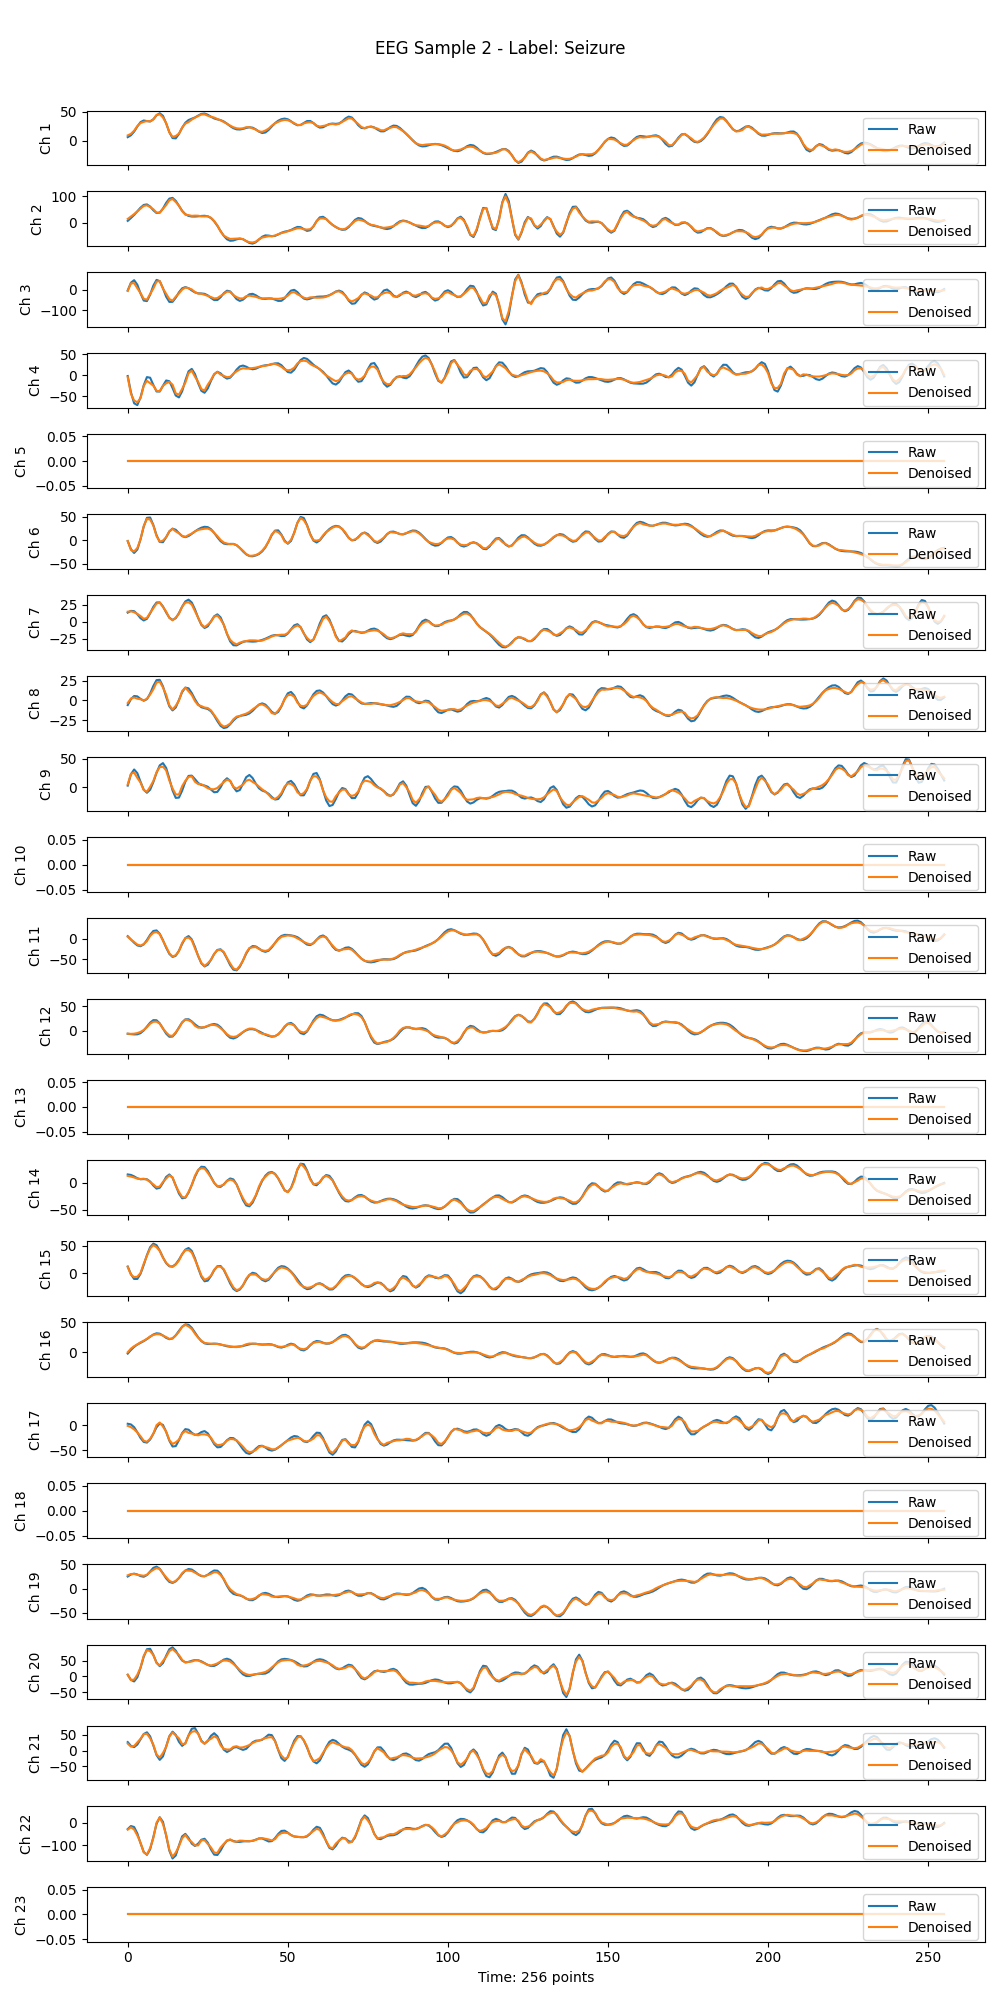 EEG Sample 2 - Label: Seizure
Ch 1
50
0
Raw
Denoised
Ch 2
100
0
Raw
Denoised
Ch 3
0
−100
Raw
Denoised
Ch 4
50
0
−50
Raw
Denoised
Ch 5
0.05
0.00
−0.05
Raw
Denoised
Ch 6
50
0
−50
Raw
Denoised
Ch 7
25
0
−25
Raw
Denoised
Ch 8
25
0
−25
Raw
Denoised
Ch 9
50
0
Raw
Denoised
Ch 10
0.05
0.00
−0.05
Raw
Denoised
Ch 11
0
−50
Raw
Denoised
Ch 12
50
0
Raw
Denoised
Ch 13
0.05
0.00
−0.05
Raw
Denoised
Ch 14
0
−50
Raw
Denoised
Ch 15
50
0
Raw
Denoised
Ch 16
50
0
Raw
Denoised
Ch 17
0
−50
Raw
Denoised
Ch 18
0.05
0.00
−0.05
Raw
Denoised
Ch 19
50
0
−50
Raw
Denoised
Ch 20
50
0
−50
Raw
Denoised
Ch 21
50
0
−50
Raw
Denoised
Ch 22
0
−100
Raw
Denoised
Ch 23
0.05
0.00
−0.05
Raw
Denoised
0 50 100 150 200 250
Time: 256 points